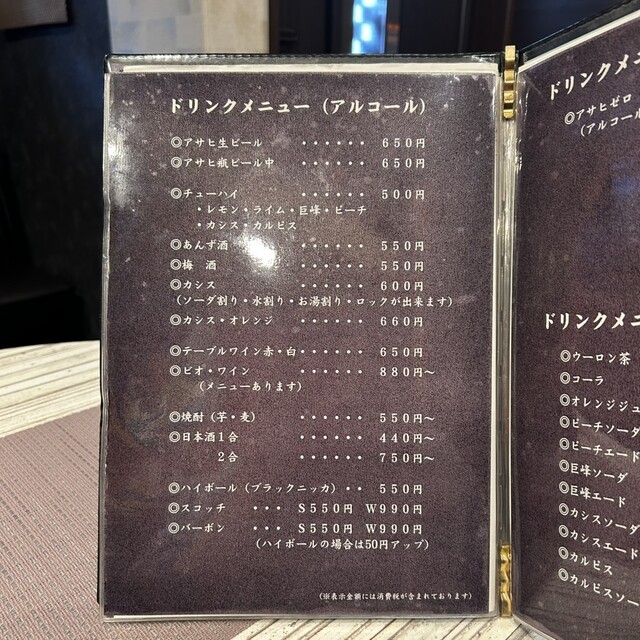 ドリンクメニュー（アルコール）
◎アサヒ生ビール ・・・・・・ ６５０円
◎アサヒ瓶ビール中 ・・・・・・ ６５０円
◎チューハイ ・・・・・・ ５００円
・レモン・ライム・巨峰・ピーチ
・カシス・カルピス
◎あんず酒 ・・・・・・ ５５０円
◎梅　酒 ・・・・・・ ５５０円
◎カシス ・・・・・・ ６００円
（ソーダ割り・水割り・お湯割り・ロックが出来ます）
◎カシス・オレンジ ・・・・・・ ６６０円
◎テーブルワイン赤・白・・・・・・ ６５０円
◎ビオ・ワイン ・・・・・・ ８８０円～
（メニューあります）
◎焼酎（芋・麦） ・・・・・・ ５５０円～
◎日本酒１合 ・・・・・・ ４４０円～
２合 ・・・・・・ ７５０円～
◎ハイボール（ブラックニッカ）・・ ５５０円
◎スコッチ ・・・ Ｓ５５０円 Ｗ９９０円
◎バーボン ・・・ Ｓ５５０円 Ｗ９９０円
（ハイボールの場合は50円アップ）
（※表示金額には消費税が含まれております）
ドリンクメニ
◎アサヒゼロ
（アルコール
ドリンクメニ
◎ウーロン茶
◎コーラ
◎オレンジジュ
◎ピーチソーダ
◎ピーチエード
◎巨峰ソーダ
◎巨峰エード
◎カシスソーダ
◎カシスエード
◎カルピス
◎カルピスソー